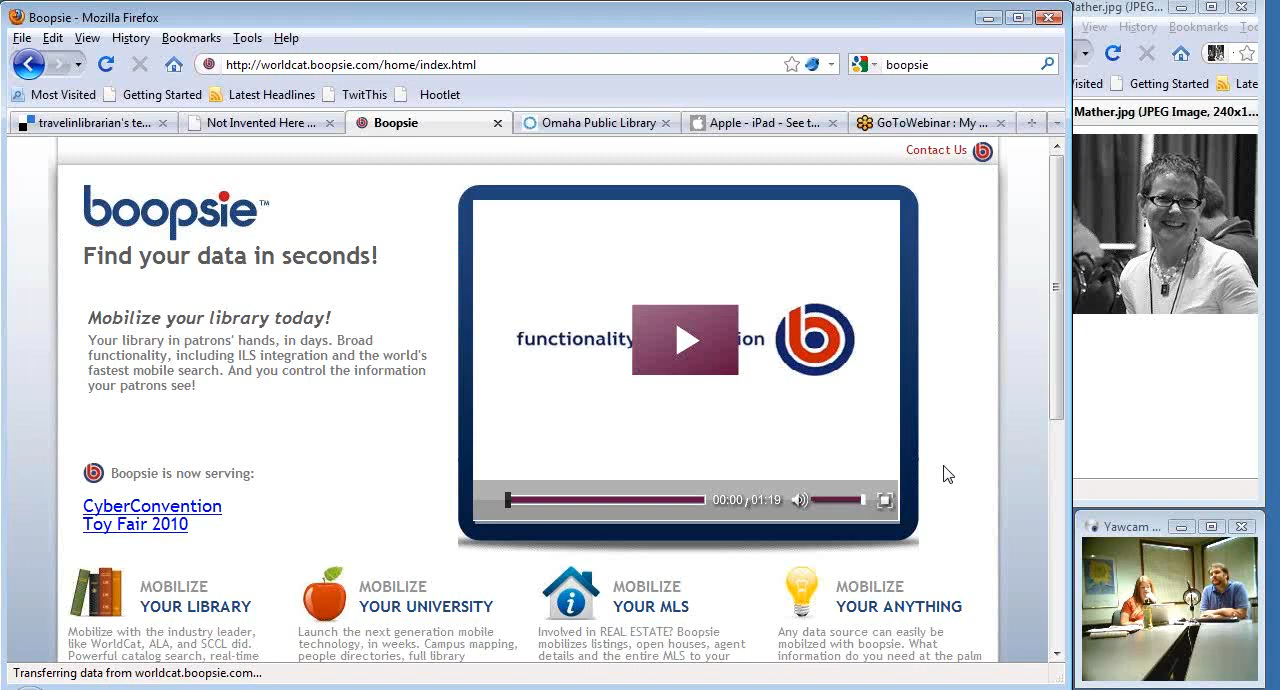 Boopsie - Mozilla Firefox
File Edit View History Bookmarks Tools Help
http://worldcat.boopsie.com/home/index.html
boopsie
Most Visited Getting Started Latest Headlines TwitThis Hootlet
travelinlibrarian's te...
Not Invented Here ...
Boopsie
Omaha Public Library
Apple - iPad - See t...
GoToWebinar : My ...
Contact Us
boopsie™
Find your data in seconds!
Mobilize your library today!
Your library in patrons' hands, in days. Broad
functionality, including ILS integration and the world's
fastest mobile search. And you control the information
your patrons see!
functionality
ion
b
00:00 / 01:19
Boopsie is now serving:
CyberConvention
Toy Fair 2010
MOBILIZE
YOUR LIBRARY
Mobilize with the industry leader,
like WorldCat, ALA, and SCCL did.
Powerful catalog search, real-time
MOBILIZE
YOUR UNIVERSITY
Launch the next generation mobile
technology, in weeks. Campus mapping,
people directories, full library
MOBILIZE
YOUR MLS
Involved in REAL ESTATE? Boopsie
mobilizes listings, open houses, agent
details and the entire MLS to your
MOBILIZE
YOUR ANYTHING
Any data source can easily be
mobilzed with boopsie. What
information do you need at the palm
Transferring data from worldcat.boopsie.com...
Mather.jpg (JPEG...
View History Bookmarks Too
isited Getting Started Late
Mather.jpg (JPEG Image, 240x1...
Yawcam ...